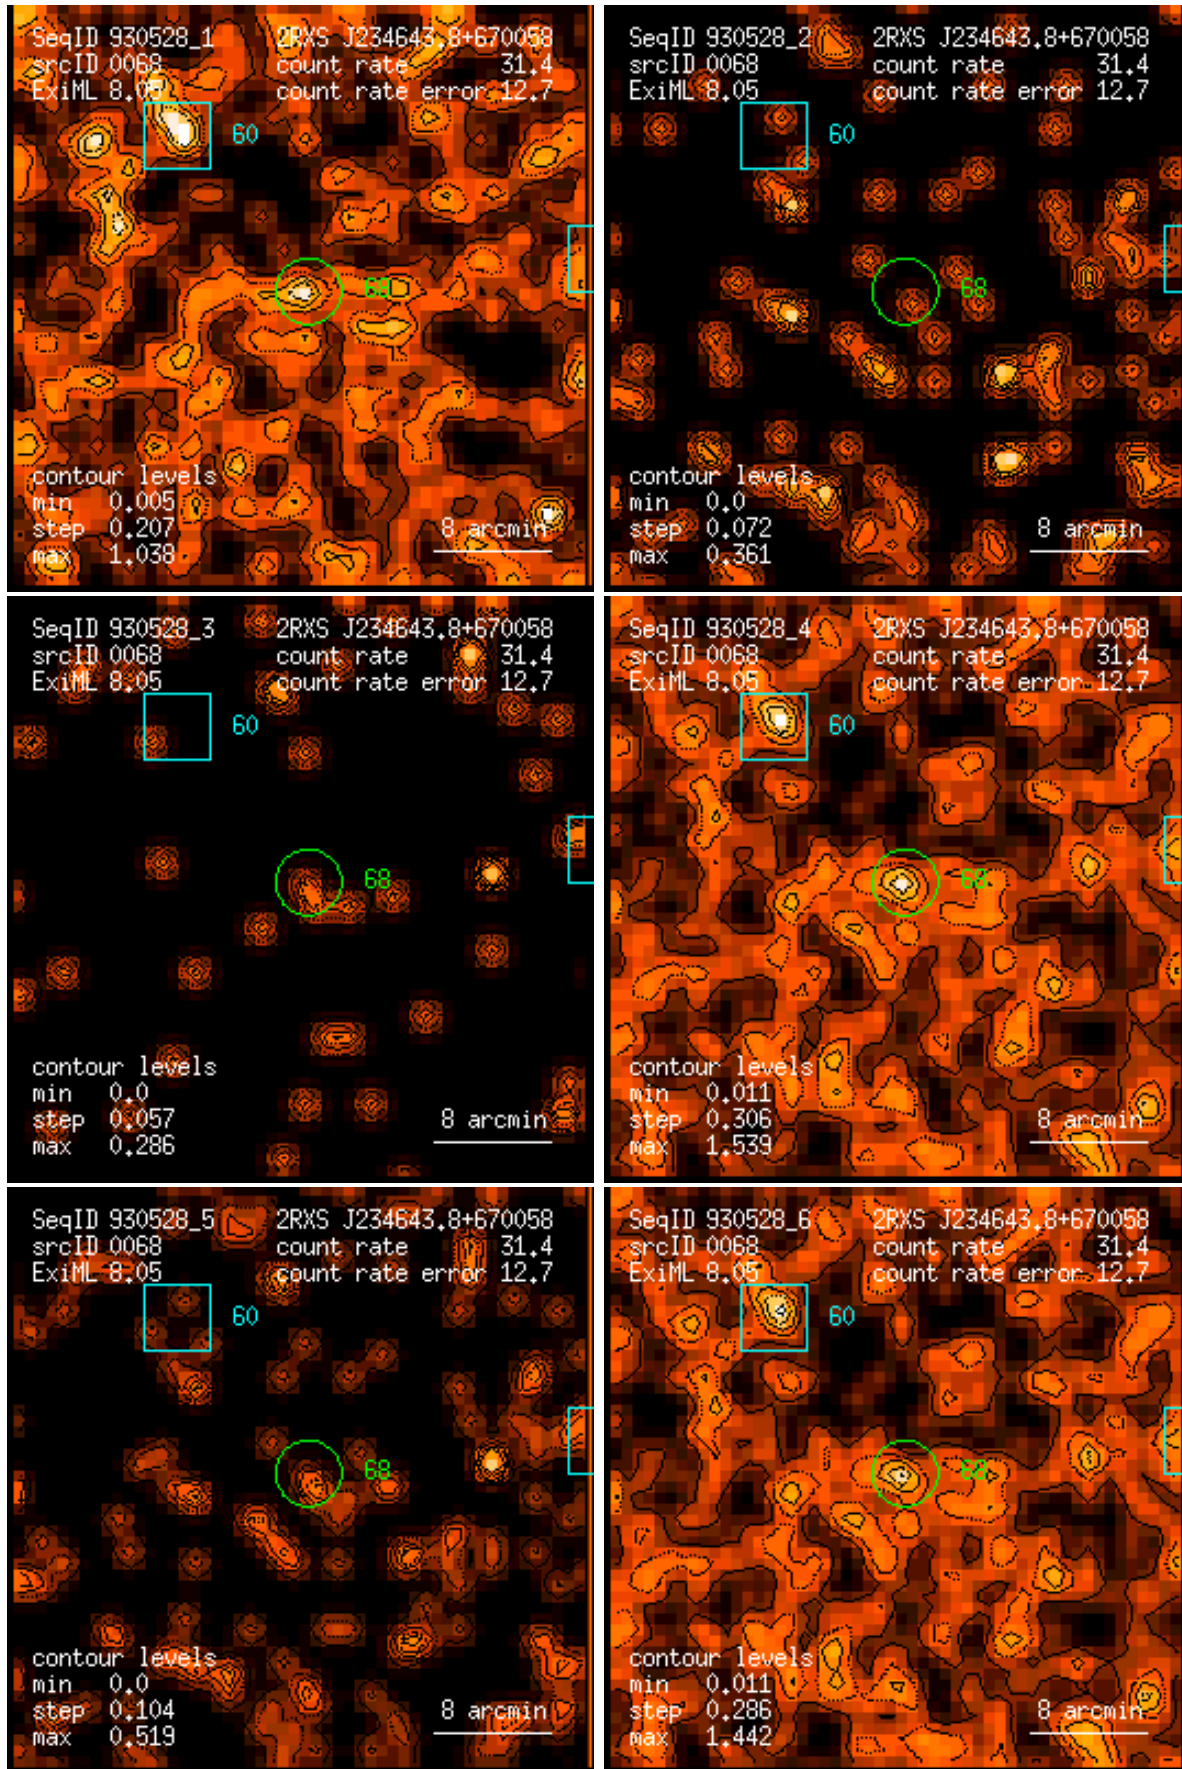 SeqID 930528_1 2RXS J234643.8+670058
srcID 0068 count rate 31.4
ExiML 8.05 count rate error 12.7
60
68
contour levels
min 0.005
step 0.207 8 arcmin
max 1.038
SeqID 930528_2 2RXS J234643.8+670058
srcID 0068 count rate 31.4
ExiML 8.05 count rate error 12.7
60
68
contour levels
min 0.0
step 0.072 8 arcmin
max 0.361
SeqID 930528_3 2RXS J234643.8+670058
srcID 0068 count rate 31.4
ExiML 8.05 count rate error 12.7
60
68
contour levels
min 0.0
step 0.057 8 arcmin
max 0.286
SeqID 930528_4 2RXS J234643.8+670058
srcID 0068 count rate 31.4
ExiML 8.05 count rate error 12.7
60
68
contour levels
min 0.011
step 0.306 8 arcmin
max 1.539
SeqID 930528_5 2RXS J234643.8+670058
srcID 0068 count rate 31.4
ExiML 8.05 count rate error 12.7
60
68
contour levels
min 0.0
step 0.104 8 arcmin
max 0.519
SeqID 930528_6 2RXS J234643.8+670058
srcID 0068 count rate 31.4
ExiML 8.05 count rate error 12.7
60
68
contour levels
min 0.011
step 0.286 8 arcmin
max 1.442